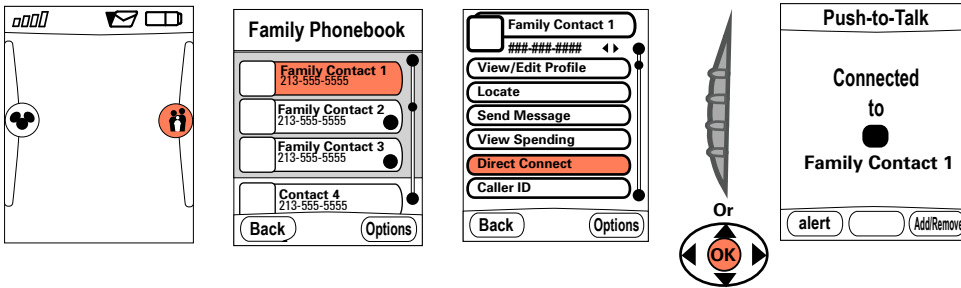 Family Phonebook
Family Contact 1
213-555-5555
Family Contact 2
213-555-5555
Family Contact 3
213-555-5555
Contact 4
213-555-5555
Back
Options
Family Contact 1
###-###-####
View/Edit Profile
Locate
Send Message
View Spending
Direct Connect
Caller ID
Back
Options
Or
OK
Push-to-Talk
Connected
to
Family Contact 1
alert
Add/Remove